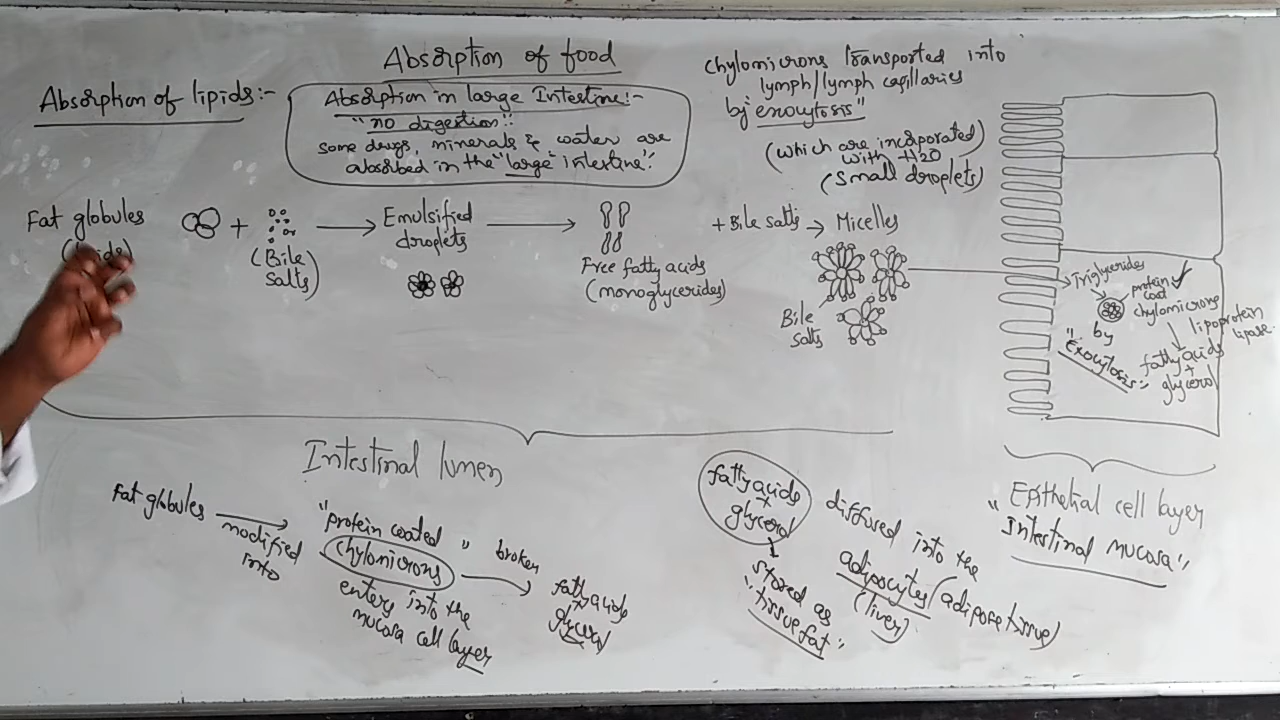 Absorption of food
Absorption of lipids:-
Absorption in large Intestine:-
"no digestion":
some drugs, minerals & water are
absorbed in the "large" intestine".
chylomicrons transported into
lymph/lymph capillaries
by "exocytosis"
(which are incorporated)
with H2O
(small droplets)
Fat globules
+
(Bile
salts)
Emulsified
droplets
Free fatty acids
(monoglycerides)
+ Bile salts → Micelles
Bile
salts
Triglycerides
protein
coat
chylomicrons
lipoprotein
lipase
by
"Exocytosis"
fatty acids
+
glycerol
Intestinal lumen
Epithelial cell layer
"Intestinal mucosa"
Fat globules
modified
into
"protein coated"
chylomicrons
enters into the
mucosa cell layer
broken
fatty acids
+
glycerol
fatty acids
+
glycerol
stored as
"tissue fat"
diffused into the
adipocytes/(adipose tissue)
(liver)